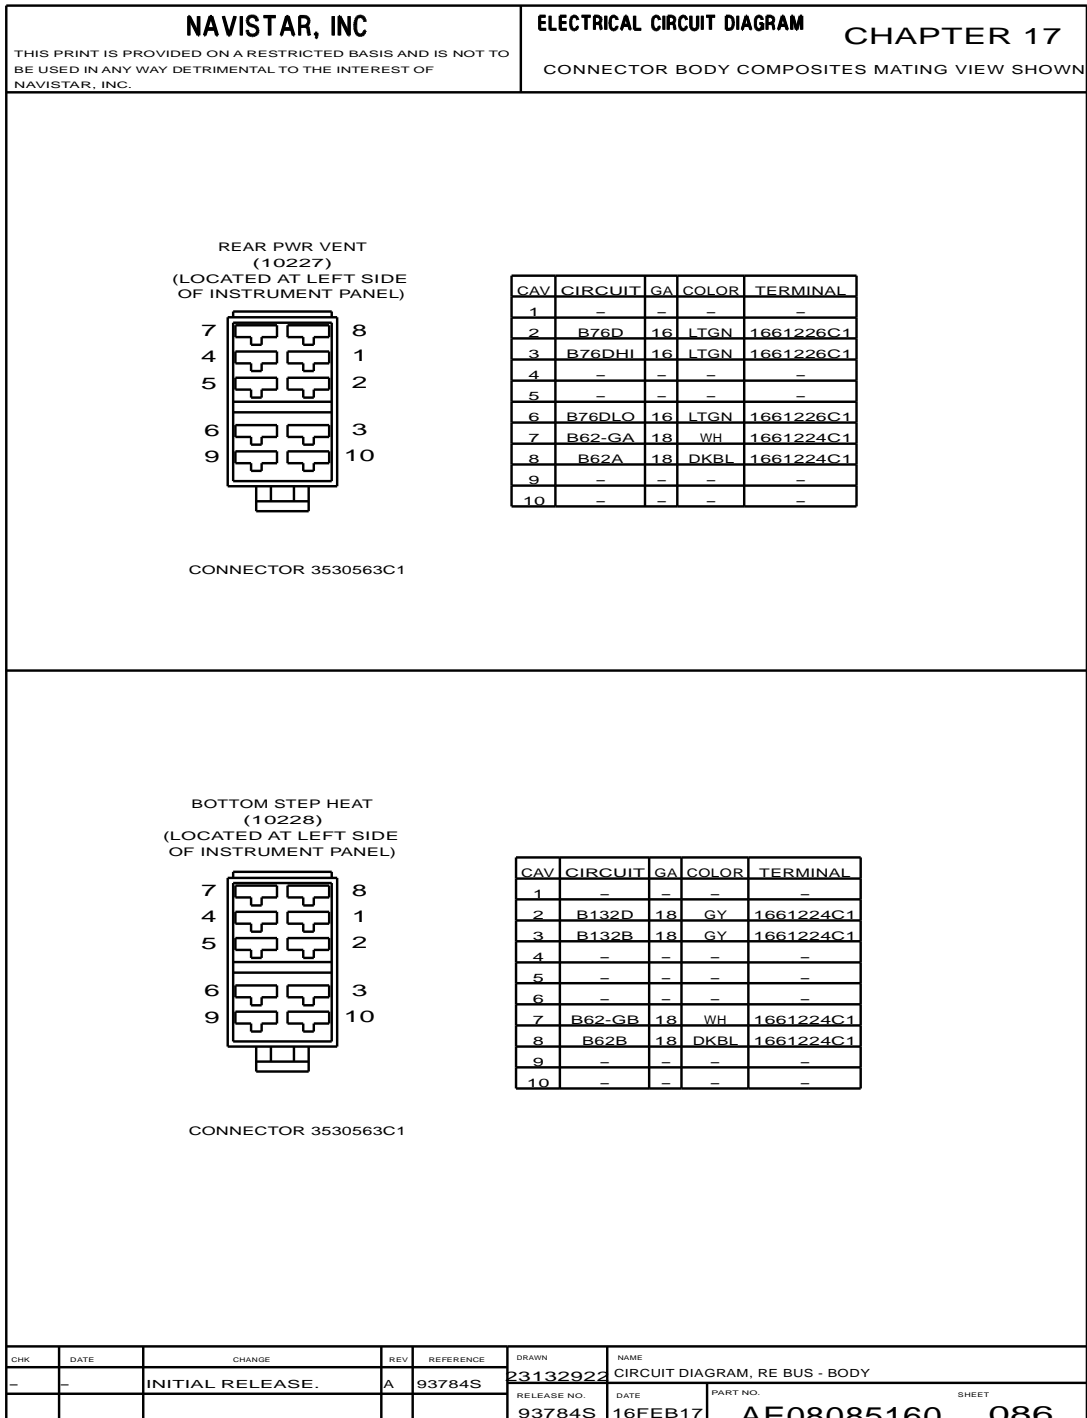 NAVISTAR, INC
THIS PRINT IS PROVIDED ON A RESTRICTED BASIS AND IS NOT TO
BE USED IN ANY WAY DETRIMENTAL TO THE INTEREST OF
NAVISTAR, INC.
ELECTRICAL CIRCUIT DIAGRAM
CHAPTER 17
CONNECTOR BODY COMPOSITES MATING VIEW SHOWN
REAR PWR VENT
(10227)
(LOCATED AT LEFT SIDE
OF INSTRUMENT PANEL)
7 8
4 1
5 2
6 3
9 10
CONNECTOR 3530563C1
CAV CIRCUIT GA COLOR TERMINAL
1 – – – –
2 B76D 16 LTGN 1661226C1
3 B76DHI 16 LTGN 1661226C1
4 – – – –
5 – – – –
6 B76DLO 16 LTGN 1661226C1
7 B62-GA 18 WH 1661224C1
8 B62A 18 DKBL 1661224C1
9 – – – –
10 – – – –
BOTTOM STEP HEAT
(10228)
(LOCATED AT LEFT SIDE
OF INSTRUMENT PANEL)
7 8
4 1
5 2
6 3
9 10
CONNECTOR 3530563C1
CAV CIRCUIT GA COLOR TERMINAL
1 – – – –
2 B132D 18 GY 1661224C1
3 B132B 18 GY 1661224C1
4 – – – –
5 – – – –
6 – – – –
7 B62-GB 18 WH 1661224C1
8 B62B 18 DKBL 1661224C1
9 – – – –
10 – – – –
CHK DATE CHANGE REV REFERENCE
– – INITIAL RELEASE. A 93784S
DRAWN
23132922
NAME
CIRCUIT DIAGRAM, RE BUS - BODY
RELEASE NO.
93784S
DATE
16FEB17
PART NO.
AE08085160
SHEET
086